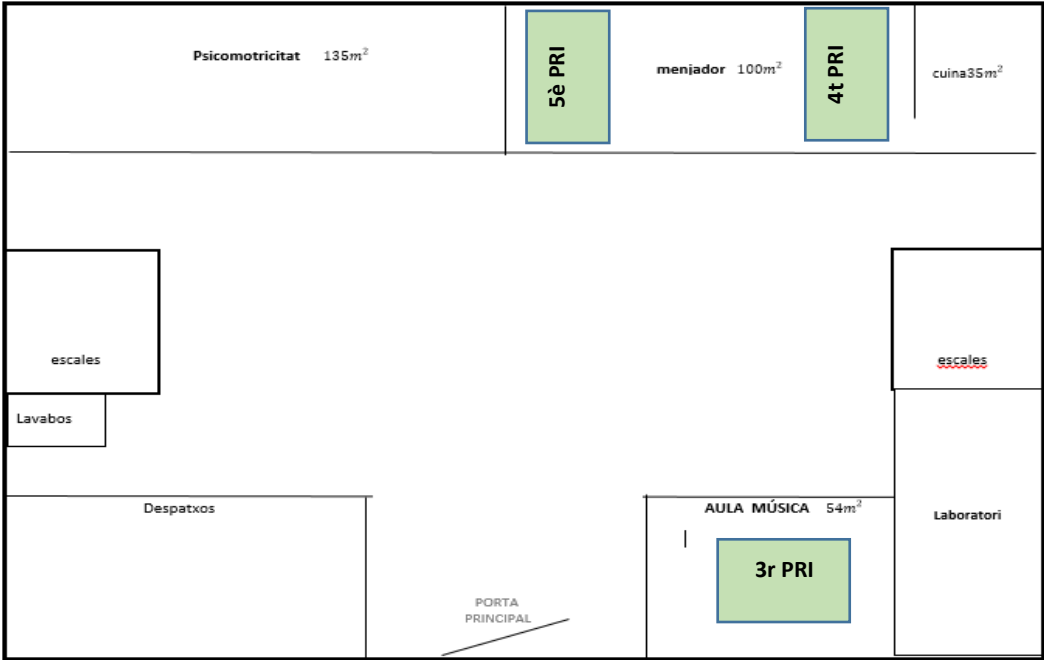 Psicomotricitat 135m²
5è PRI
menjador 100m²
4t PRI
cuina35m²
escales
escales
Lavabos
Despatxos
AULA MÚSICA 54m²
Laboratori
3r PRI
PORTA
PRINCIPAL